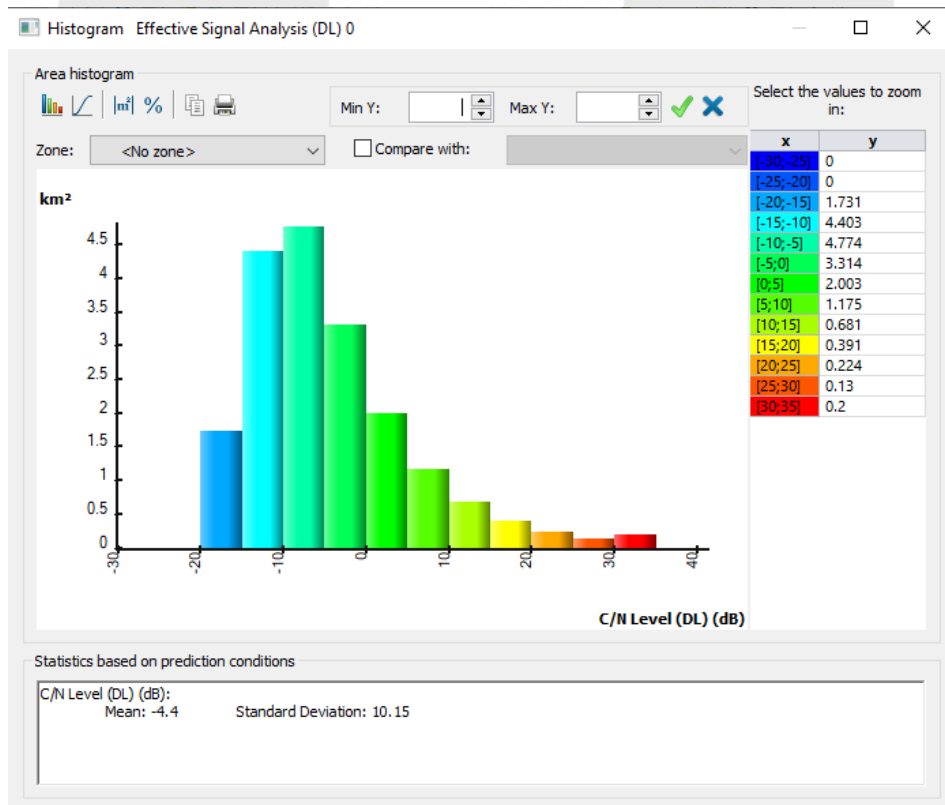 Histogram Effective Signal Analysis (DL) 0
Area histogram
|m²| %
Min Y:
Max Y:
Select the values to zoom in:
Zone: <No zone>
Compare with:
x y
[-30;-25] 0
[-25;-20] 0
[-20;-15] 1.731
[-15;-10] 4.403
[-10;-5] 4.774
[-5;0] 3.314
[0;5] 2.003
[5;10] 1.175
[10;15] 0.681
[15;20] 0.391
[20;25] 0.224
[25;30] 0.13
[30;35] 0.2
km²
4.5
4
3.5
3
2.5
2
1.5
1
0.5
0
-30 -20 -10 0 10 20 30 40
C/N Level (DL) (dB)
Statistics based on prediction conditions
C/N Level (DL) (dB):
Mean: -4.4 Standard Deviation: 10.15